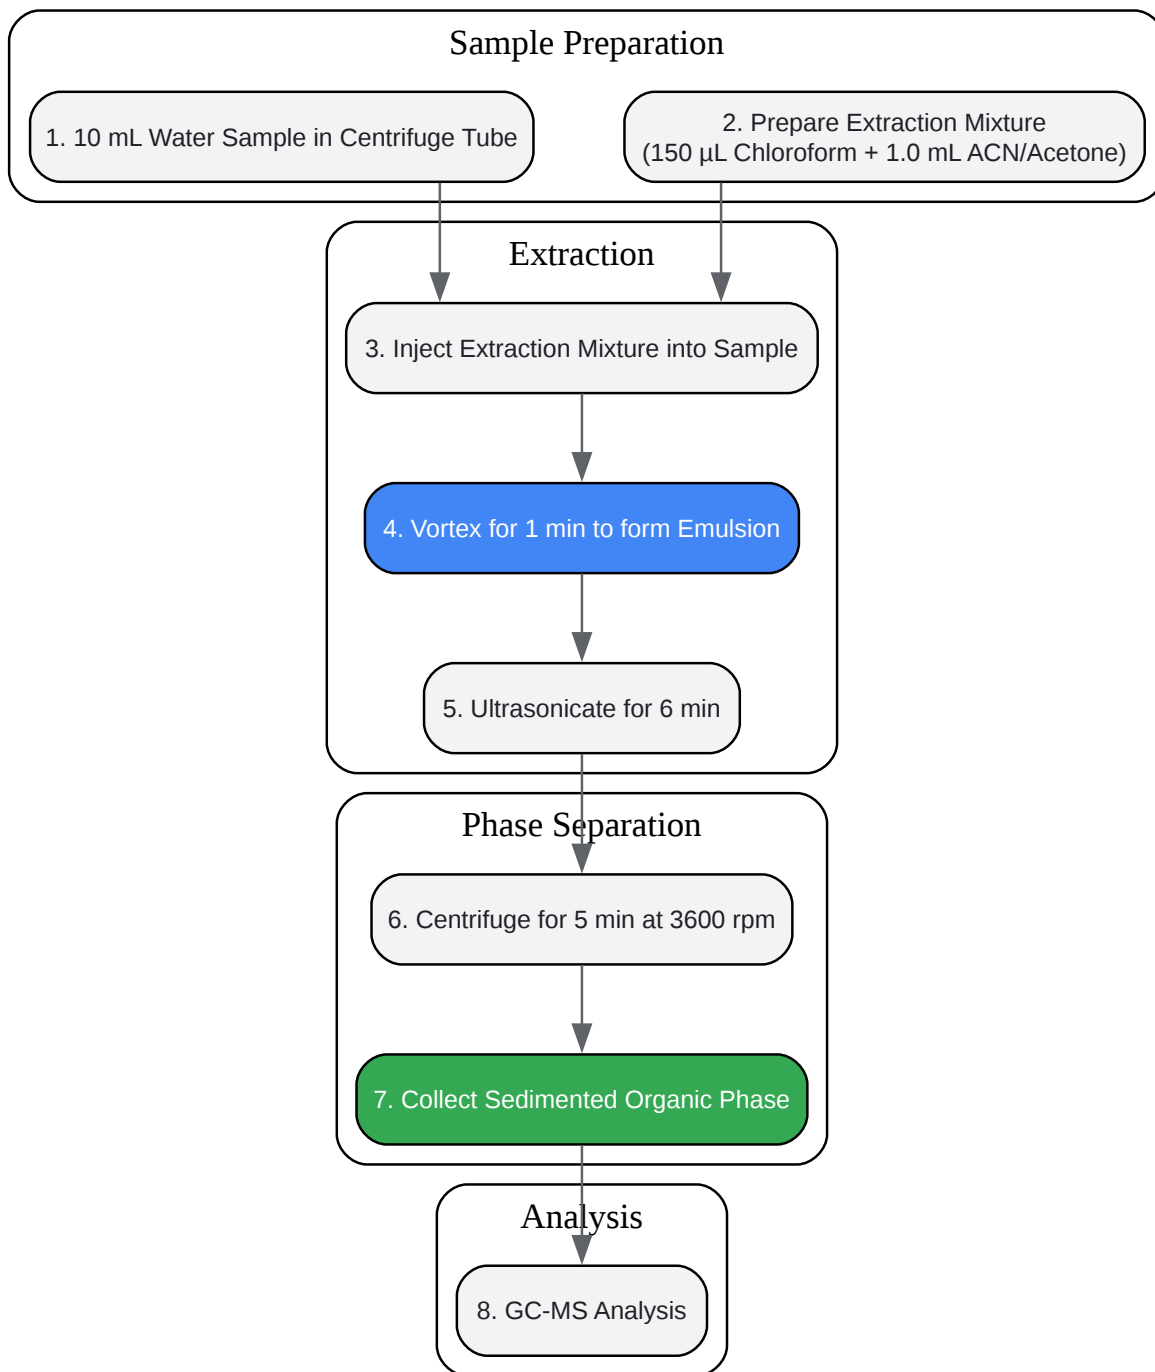 Sample Preparation
1. 10 mL Water Sample in Centrifuge Tube
2. Prepare Extraction Mixture
(150 µL Chloroform + 1.0 mL ACN/Acetone)
Extraction
3. Inject Extraction Mixture into Sample
4. Vortex for 1 min to form Emulsion
5. Ultrasonicate for 6 min
Phase Separation
6. Centrifuge for 5 min at 3600 rpm
7. Collect Sedimented Organic Phase
Analysis
8. GC-MS Analysis